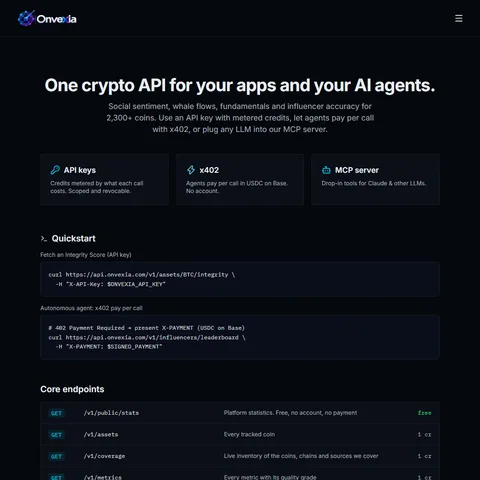 Onvexia
One crypto API for your apps and your AI agents.
Social sentiment, whale flows, fundamentals and influencer accuracy for
2,300+ coins. Use an API key with metered credits, let agents pay per call
with x402, or plug any LLM into our MCP server.
API keys
Credits metered by what each call
costs. Scoped and revocable.
x402
Agents pay per call in USDC on Base.
No account.
MCP server
Drop-in tools for Claude & other LLMs.
Quickstart
Fetch an Integrity Score (API key)
curl https://api.onvexia.com/v1/assets/BTC/integrity \
-H "X-API-Key: $ONVEXIA_API_KEY"
Autonomous agent: x402 pay per call
# 402 Payment Required → present X-PAYMENT (USDC on Base)
curl https://api.onvexia.com/v1/influencers/leaderboard \
-H "X-PAYMENT: $SIGNED_PAYMENT"
Core endpoints
GET /v1/public/stats Platform statistics. Free, no account, no payment free
GET /v1/assets Every tracked coin 1 cr
GET /v1/coverage Live inventory of the coins, chains and sources we cover 1 cr
GET /v1/metrics Every metric with its quality grade 1 cr